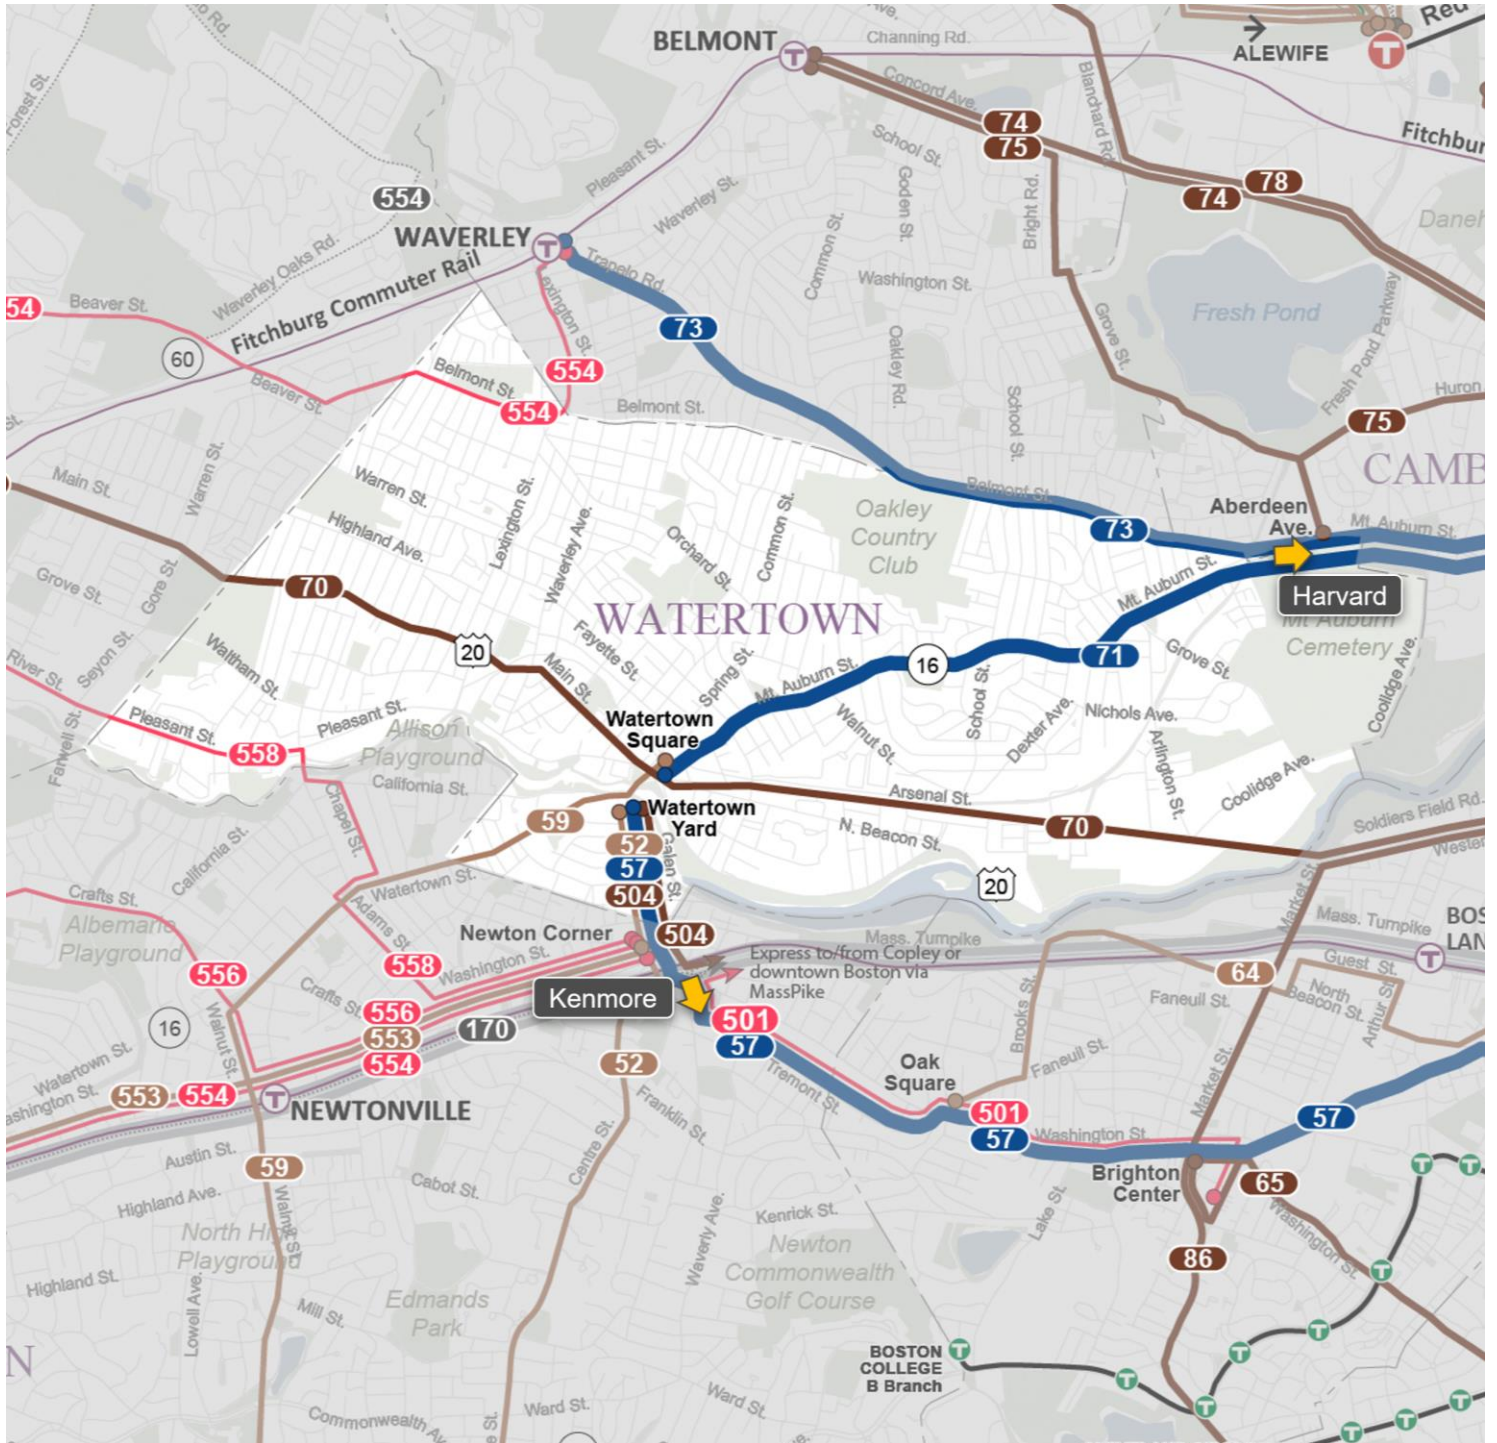 BELMONT
Channing Rd.
ALEWIFE
Red
Forest St.
Concord Ave.
Blanchard Rd.
74
75
School St.
Fitchbur
Pleasant St.
Goden St.
Bright Rd.
78
74
554
WAVERLEY
Waverley St.
Waverley Oaks Rd.
Common St.
Daneh
Trapelo Rd.
Washington St.
Fitchburg Commuter Rail
54
Beaver St.
Lexington St.
73
Grove St.
Fresh Pond
Fresh Pond Parkway
60
554
Belmont St.
Oakley Rd.
Beaver St.
554
Belmont St.
School St.
Huron
75
St.
Warren St.
CAMB
Main St.
Warren St.
Lexington St.
Belmont St.
Highland Ave.
Waverley Ave.
Orchard St.
Common St.
Oakley
Country
Club
Aberdeen
Ave.
73
Mt. Auburn St.
Grove St.
Gore St.
70
Mt. Auburn St.
Harvard
WATERTOWN
Mt Auburn
Cemetery
Fayette St.
Waltham St.
20
Main St.
Spring St.
Mt. Auburn St.
16
71
Grove St.
Coolidge Ave.
River St.
Seyon St.
Pleasant St.
Pleasant St.
Watertown
Square
School St.
Walnut St.
Dexter Ave.
Nichols Ave.
Allison
Playground
558
Farwell St.
California St.
Arlington St.
Coolidge Ave.
Arsenal St.
Watertown
Yard
Chapel St.
59
N. Beacon St.
70
Soldiers Field Rd.
Wester
52
Galen St.
57
California St.
504
20
Market St.
Crafts St.
Watertown St.
Adams St.
Albemarle
Playground
Newton Corner
504
Mass. Turnpike
Mass. Turnpike
BOS
LAN
Washington St.
558
556
Express to/from Copley or
downtown Boston via
MassPike
64
Guest St.
Kenmore
Crafts St.
North
Beacon St.
Faneuil St.
Arthur St.
556
501
553
170
57
16
Walnut St.
554
52
Brooks St.
Faneuil St.
Oak
Square
Market St.
Watertown St.
Washington St.
553
554
NEWTONVILLE
Tremont St.
Franklin St.
501
57
Washington St.
57
Austin St.
59
Centre St.
Brighton
Center
65
Highland Ave.
Walnut St.
Cabot St.
Lake St.
Washington St.
North Hill
Playground
Waverly Ave.
Kenrick St.
Newton
Commonwealth
Golf Course
86
Highland St.
Lowell Ave.
Mill St.
Edmands
Park
BOSTON
COLLEGE
B Branch
N
Ward St.
Ward St.
Commonwealth Av
St.